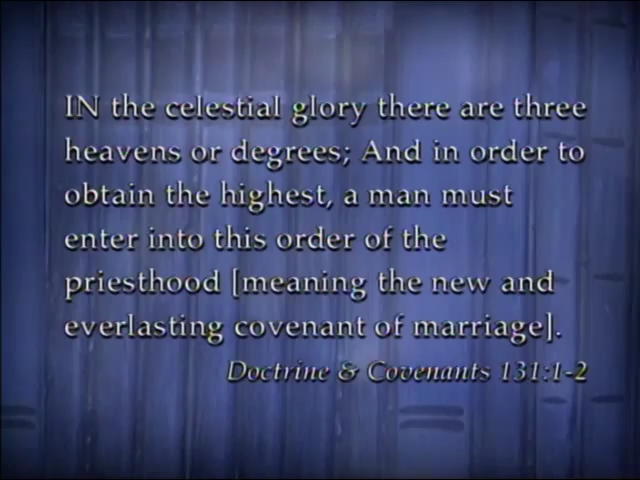 IN the celestial glory there are three
heavens or degrees; And in order to
obtain the highest, a man must
enter into this order of the
priesthood [meaning the new and
everlasting covenant of marriage].
Doctrine & Covenants 131:1-2